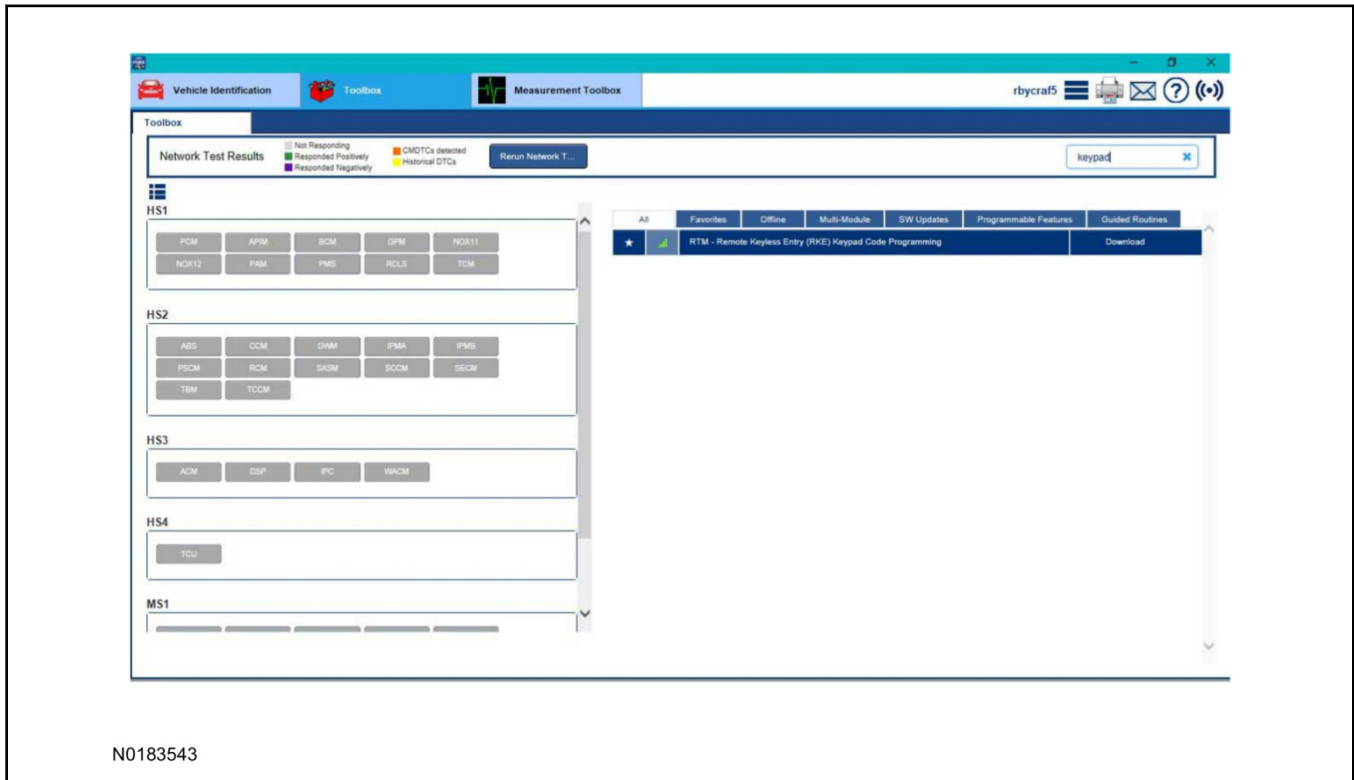 Vehicle Identification
Toolbox
Measurement Toolbox
rbycraf5
Toolbox
Network Test Results
Not Responding
Responded Positively
Responded Negatively
CMDTCs detected
Historical DTCs
Rerun Network T...
keypad
HS1
PCM APIM BCM GPM NOX11
NOX12 PAM PMS RCLS TCM
HS2
ABS CCM GWM IPMA IPMB
PSCM RCM SASM SCCM SECM
TBM TCCM
HS3
ACM DSP IPC WACM
HS4
TCU
MS1
All Favorites Offline Multi-Module SW Updates Programmable Features Guided Routines
RTM - Remote Keyless Entry (RKE) Keypad Code Programming Download
N0183543